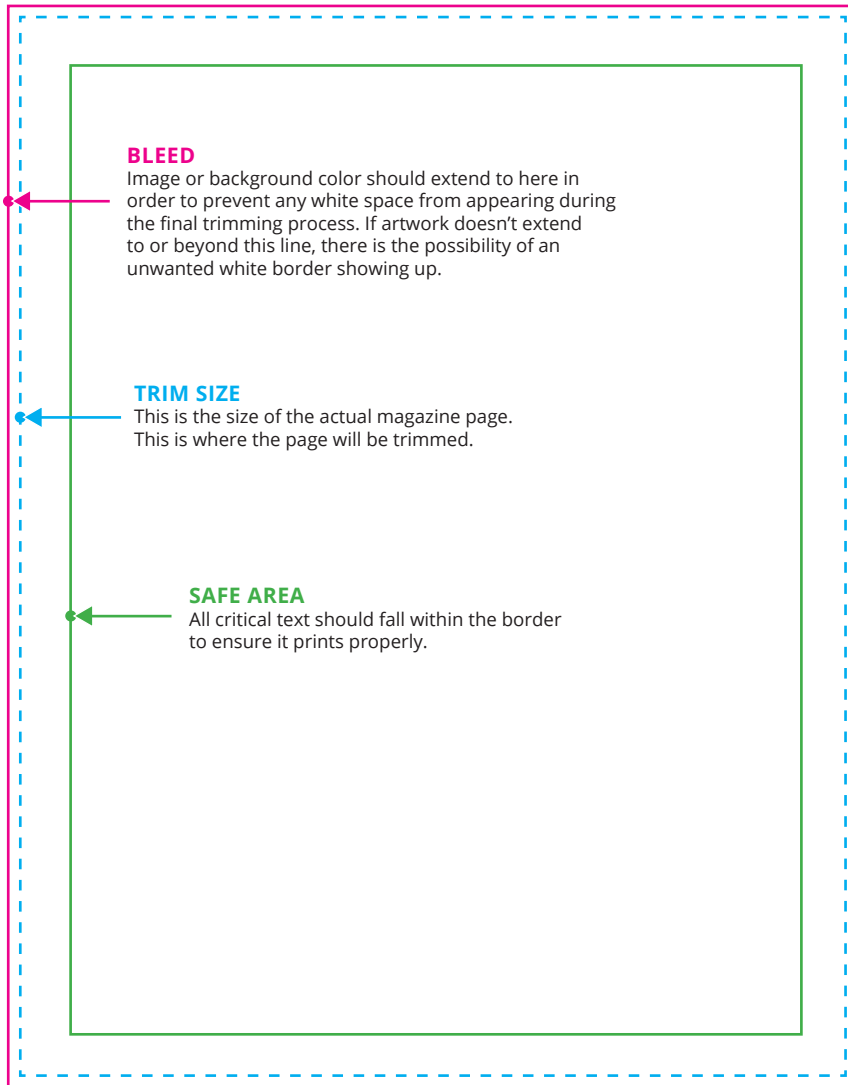 BLEED
Image or background color should extend to here in
order to prevent any white space from appearing during
the final trimming process. If artwork doesn’t extend
to or beyond this line, there is the possibility of an
unwanted white border showing up.
TRIM SIZE
This is the size of the actual magazine page.
This is where the page will be trimmed.
SAFE AREA
All critical text should fall within the border
to ensure it prints properly.